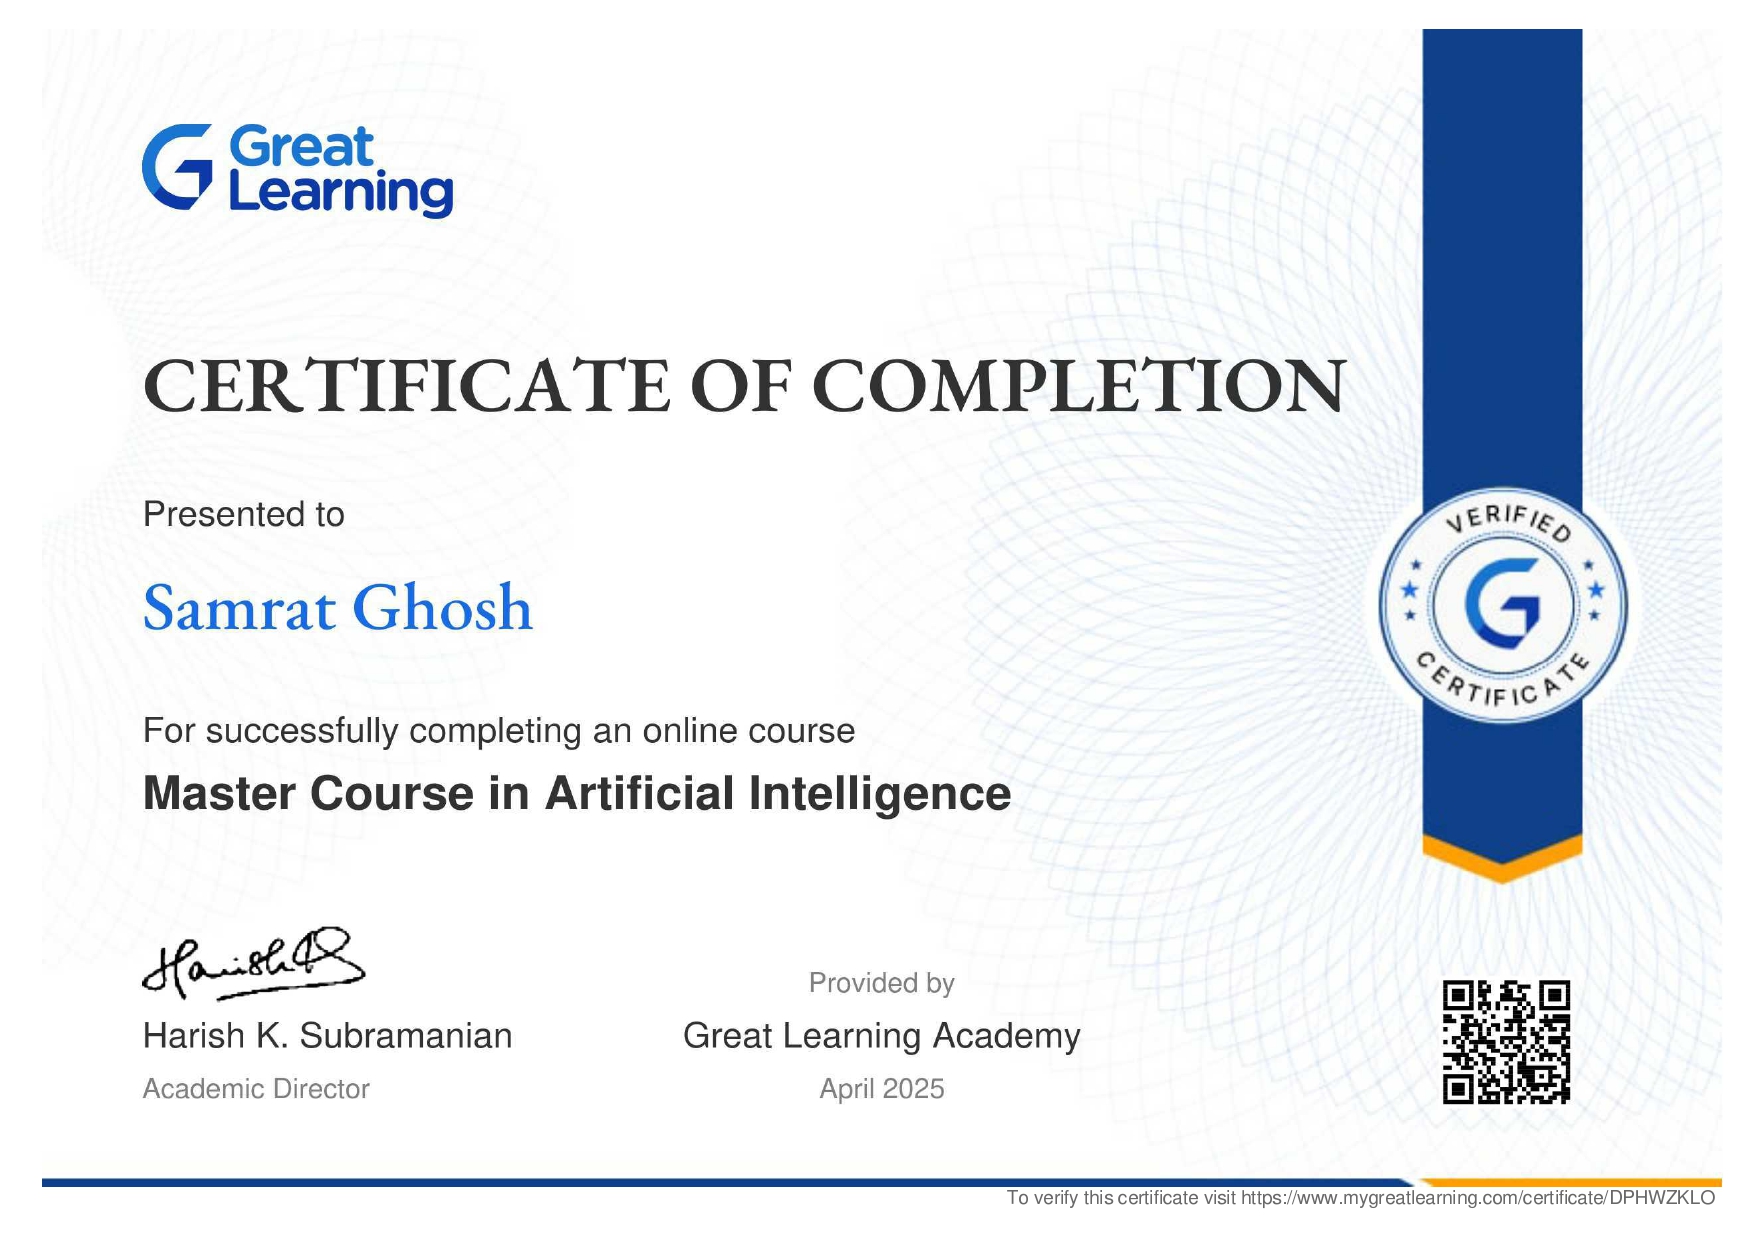 Great
Learning
CERTIFICATE OF COMPLETION
Presented to
Samrat Ghosh
For successfully completing an online course
Master Course in Artificial Intelligence
VERIFIED
CERTIFICATE
Harish K. Subramanian
Academic Director
Provided by
Great Learning Academy
April 2025
To verify this certificate visit https://www.mygreatlearning.com/certificate/DPHWZKLO